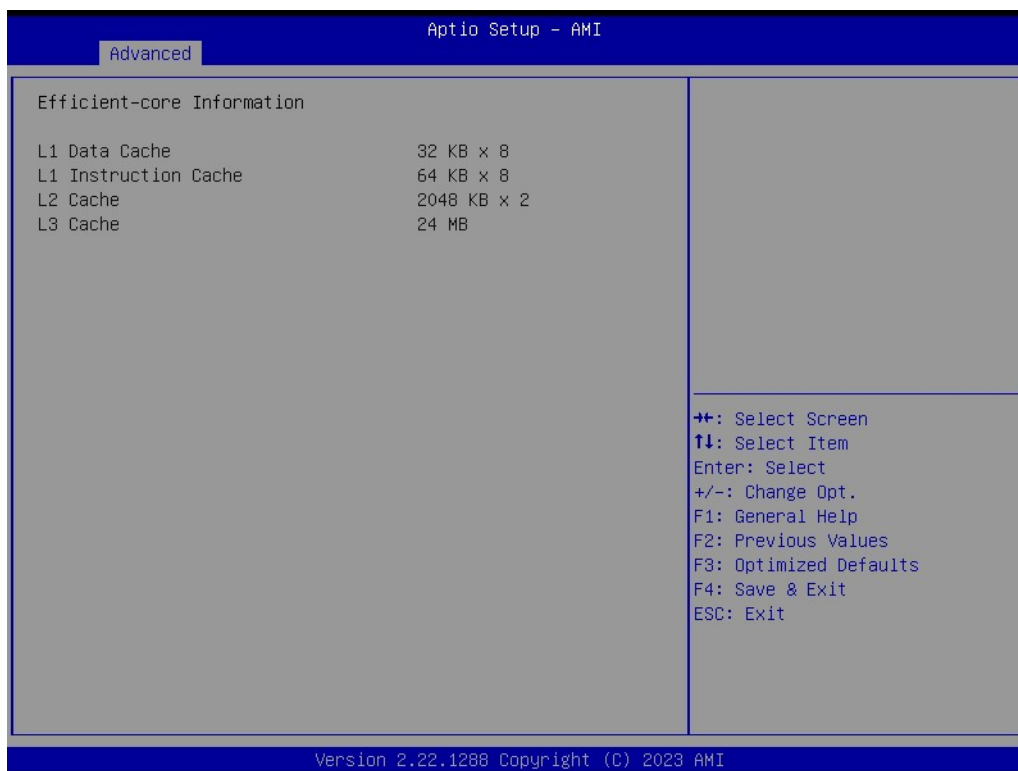 Aptio Setup - AMI
Advanced
Efficient-core Information
L1 Data Cache 32 KB x 8
L1 Instruction Cache 64 KB x 8
L2 Cache 2048 KB x 2
L3 Cache 24 MB
→←: Select Screen
↑↓: Select Item
Enter: Select
+/-: Change Opt.
F1: General Help
F2: Previous Values
F3: Optimized Defaults
F4: Save & Exit
ESC: Exit
Version 2.22.1288 Copyright (C) 2023 AMI